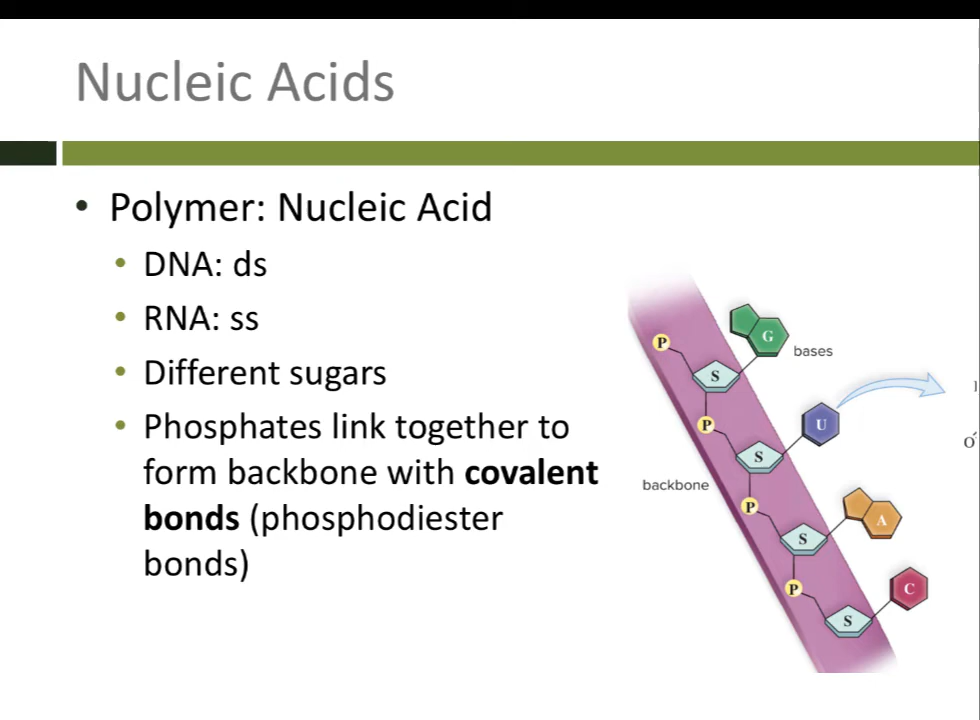 Nucleic Acids
• Polymer: Nucleic Acid
• DNA: ds
• RNA: ss
• Different sugars
• Phosphates link together to
form backbone with covalent
bonds (phosphodiester
bonds)
P
G
bases
S
P
U
S
backbone
P
A
S
P
C
S
O